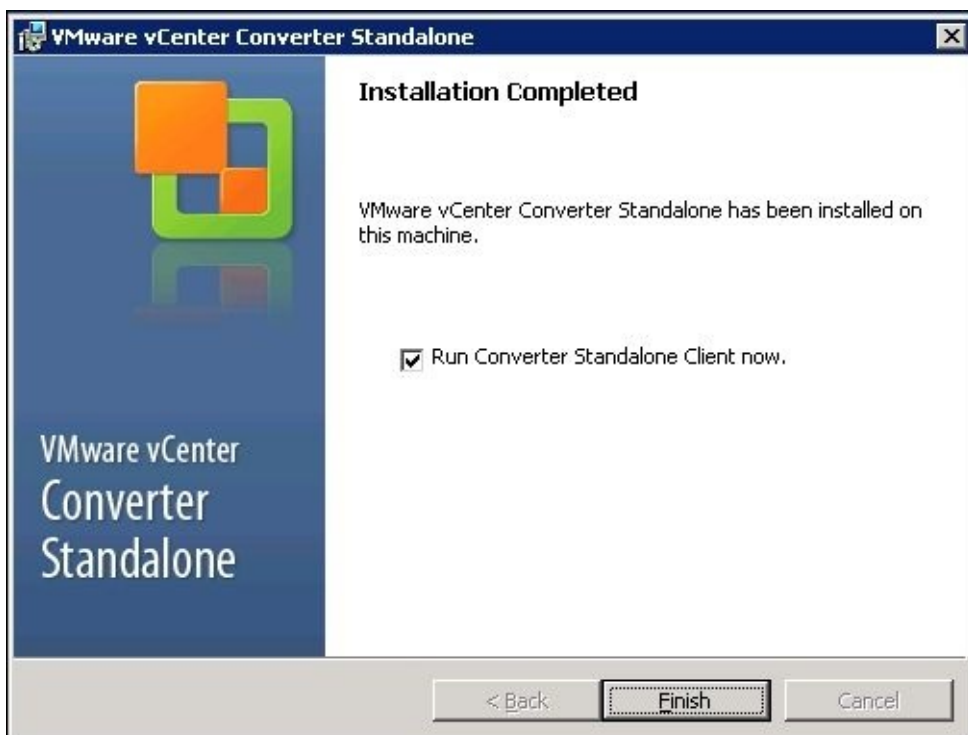 VMware vCenter Converter Standalone
Installation Completed
VMware vCenter Converter Standalone has been installed on
this machine.
Run Converter Standalone Client now.
VMware vCenter
Converter
Standalone
< Back
Finish
Cancel